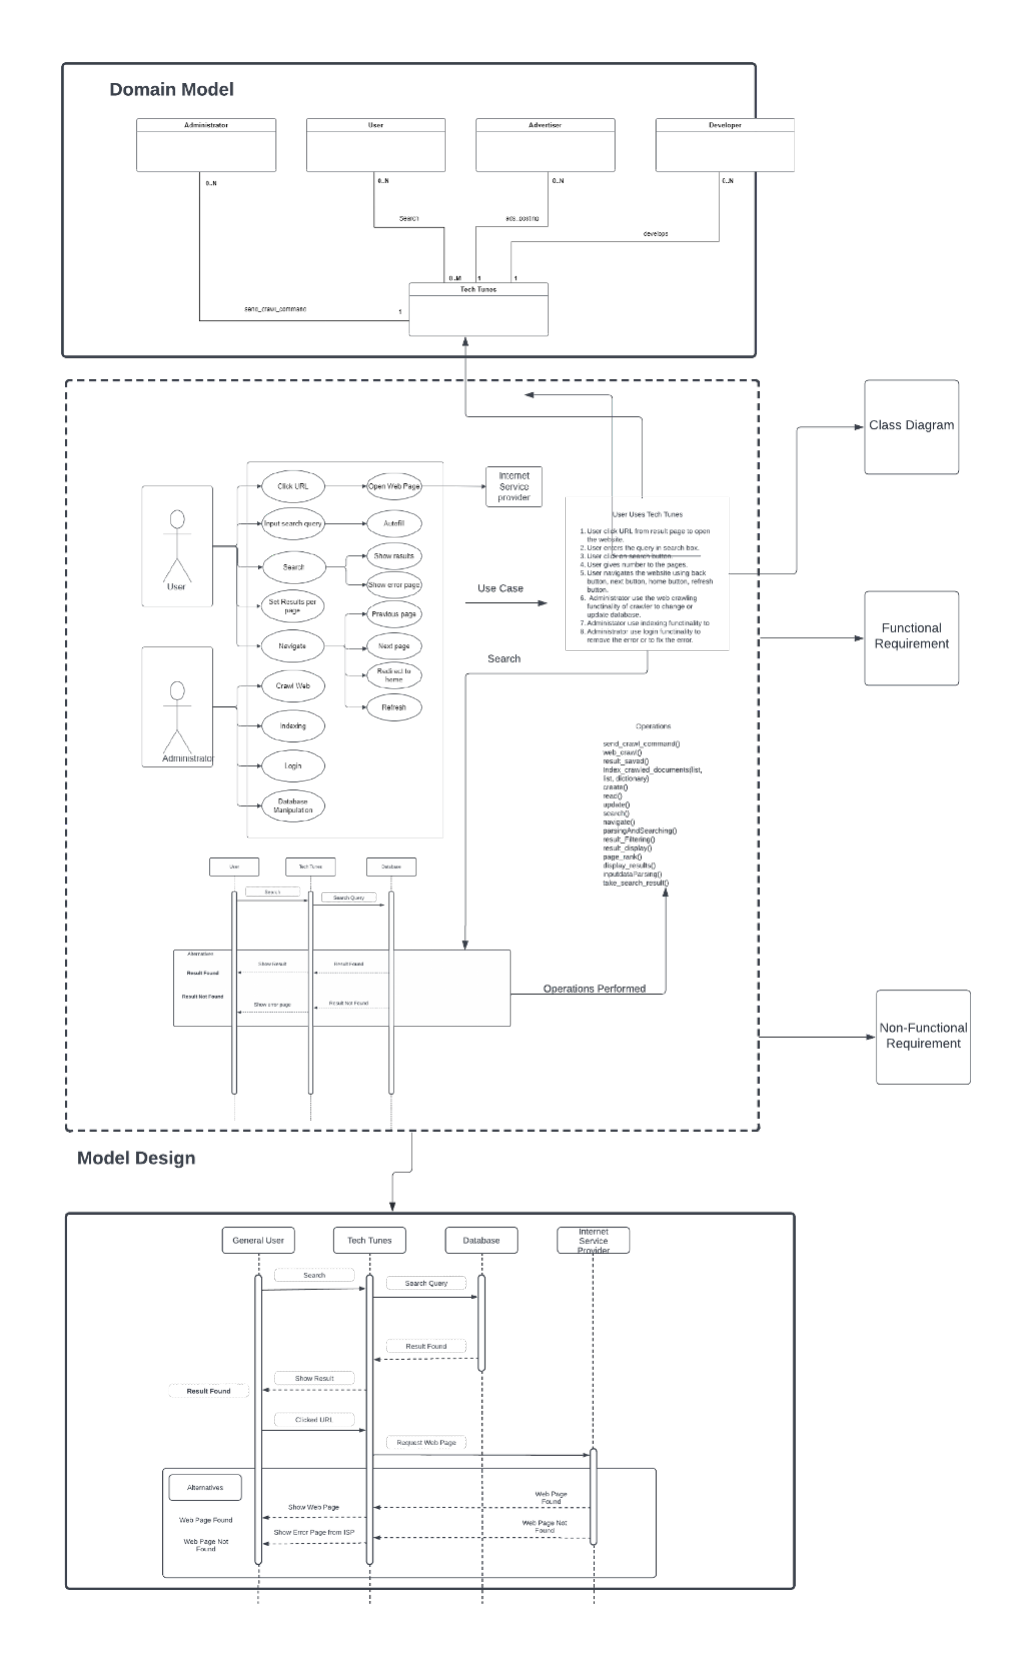 Domain Model
Administrator
User
Advertiser
Developer
0..N
0..N
0..N
0..N
Search
ads_posting
develops
0..M
1
1
Tech Tunes
send_crawl_command
1
Class Diagram
Click URL
Open Web Page
Internet
Service
provider
Input search query
Autofill
User
Search
Show results
Show error page
Set Results per
page
Previous page
Navigate
Next page
Redirect to
home
Refresh
Administrator
Crawl Web
Indexing
Login
Database
Manipulation
Use Case
Search
User Uses Tech Tunes
1. User click URL from result page to open
the website.
2. User enters the query in search box.
3. User click on search button.
4. User gives number to the pages.
5. User navigates the website using back
button, next button, home button, refresh
button.
6. Administrator use the web crawling
functinality of crawler to change or
update database.
7. Administator use indexing functinality to
8. Administrator use login functinality to
remove the error or to fix the error.
Functional
Requirement
Operations
send_crawl_command()
web_crawl()
result_saved()
index_crawled_documents(list,
list, dictionary)
create()
read()
update()
search()
navigate()
parsingAndSearching()
result_Filtering()
result_display()
page_rank()
display_results()
inputdataParsing()
take_search_result()
User
Tech Tunes
Database
Search
Search Query
Alternatives
Result Found
Show Result
Result Found
Result Not Found
Show error page
Result Not Found
Operations Performed
Non-Functional
Requirement
Model Design
General User
Tech Tunes
Database
Internet
Service
Provider
Search
Search Query
Result Found
Show Result
Result Found
Clicked URL
Request Web Page
Alternatives
Web Page
Found
Show Web Page
Web Page Found
Web Page Not
Found
Show Error Page from ISP
Web Page Not
Found